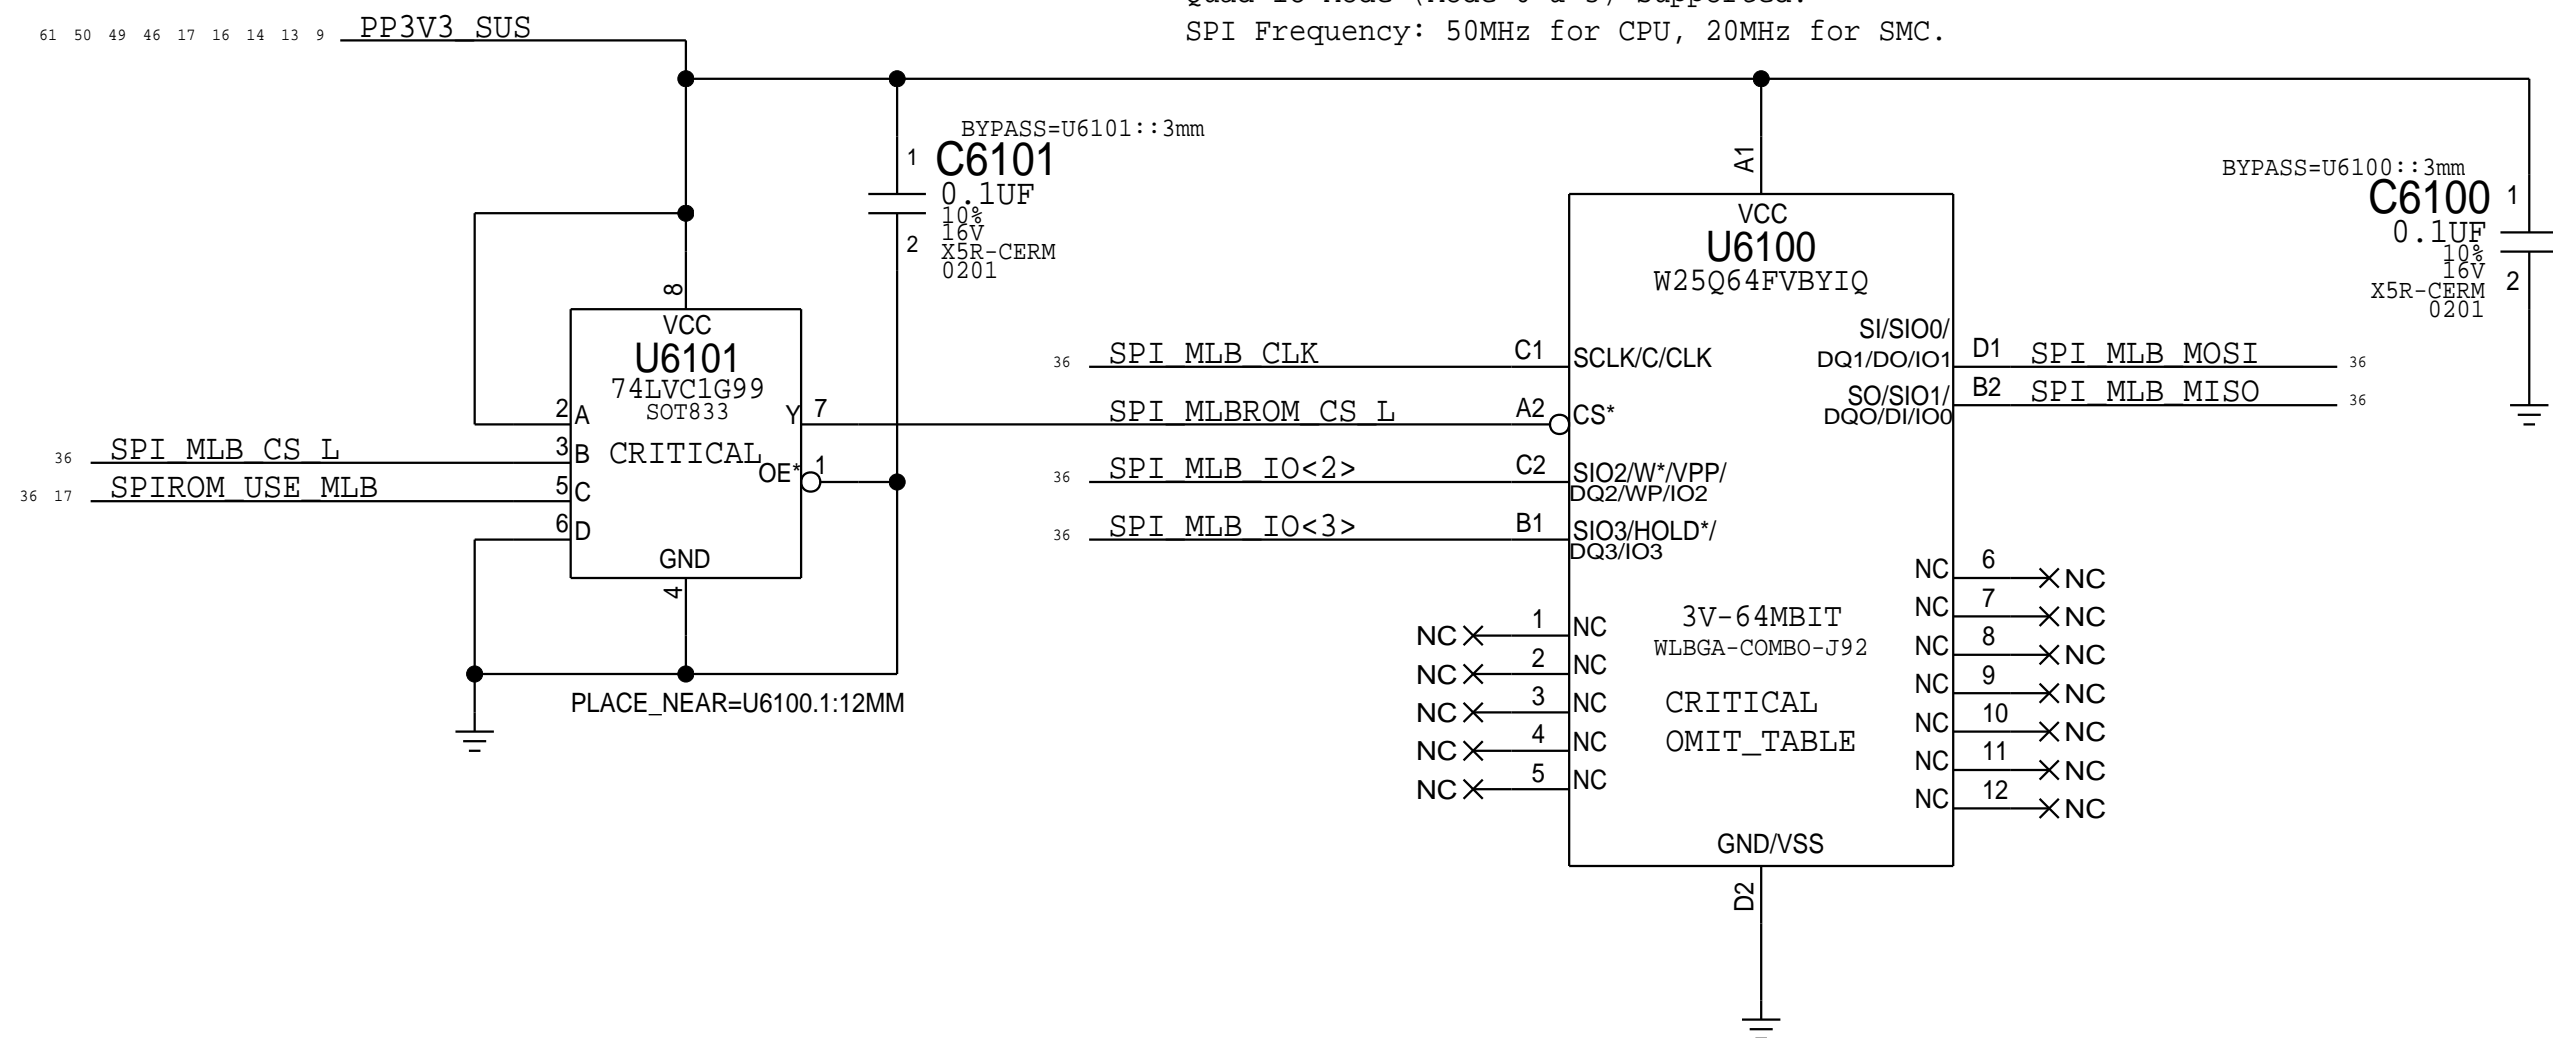 SPI Frequency: 50MHz for CPU, 20MHz for SMC.
61 50 49 46 17 16 14 13 9 PP3V3_SUS
BYPASS=U6101::3mm
1 C6101
0.1UF
10%
16V
2 X5R-CERM
0201
BYPASS=U6100::3mm
C6100 1
0.1UF
10%
16V
X5R-CERM 2
0201
8
VCC
U6101
74LVC1G99
SOT833
2 A Y 7
36 SPI_MLB_CS_L 3 B CRITICAL
OE* 1
36 17 SPIROM_USE_MLB 5 C
6 D
GND
4
PLACE_NEAR=U6100.1:12MM
A1
VCC
U6100
W25Q64FVBYIQ
36 SPI_MLB_CLK C1 SCLK/C/CLK
SPI_MLBROM_CS_L A2 CS*
36 SPI_MLB_IO<2> C2 SIO2/W*/VPP/
DQ2/WP/IO2
36 SPI_MLB_IO<3> B1 SIO3/HOLD*/
DQ3/IO3
SI/SIO0/
DQ1/DO/IO1 D1 SPI_MLB_MOSI 36
SO/SIO1/ B2 SPI_MLB_MISO 36
DQO/DI/IO0
3V-64MBIT
WLBGA-COMBO-J92
CRITICAL
OMIT_TABLE
NC 1 NC
NC 2 NC
NC 3 NC
NC 4 NC
NC 5 NC
NC 6 NC
NC 7 NC
NC 8 NC
NC 9 NC
NC 10 NC
NC 11 NC
NC 12 NC
GND/VSS
D2